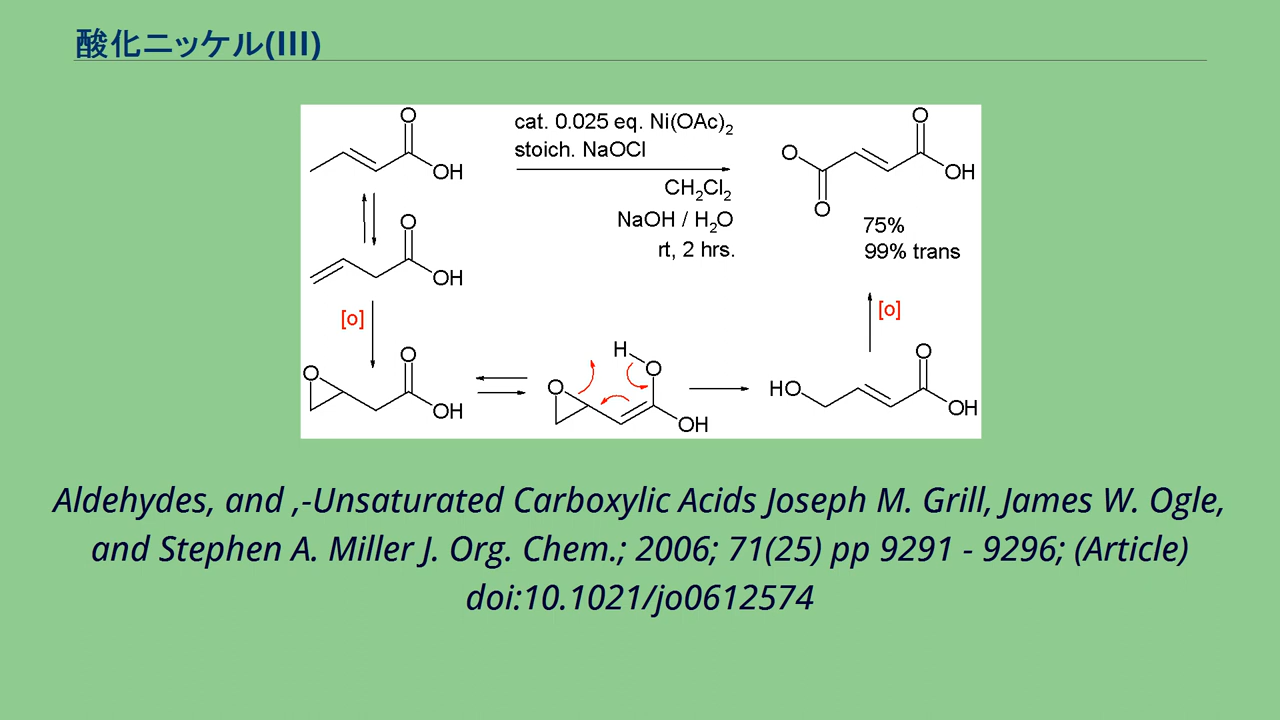 酸化ニッケル(III)
O
OH
cat. 0.025 eq. Ni(OAc)2
stoich. NaOCl
CH2Cl2
NaOH / H2O
rt, 2 hrs.
O
O
OH
O
75%
99% trans
O
OH
[o]
[o]
O
O
OH
H
O
O
OH
HO
O
OH
Aldehydes, and ,-Unsaturated Carboxylic Acids Joseph M. Grill, James W. Ogle,
and Stephen A. Miller J. Org. Chem.; 2006; 71(25) pp 9291 - 9296; (Article)
doi:10.1021/jo0612574